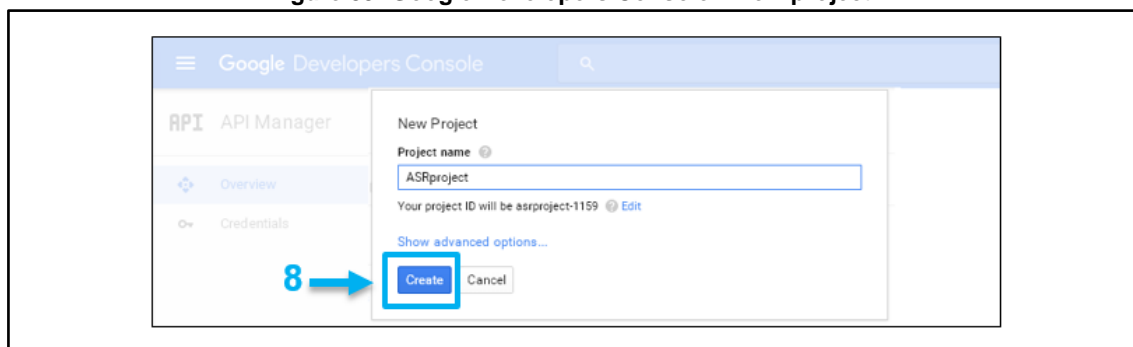 Google Developers Console
API API Manager
New Project
Project name
ASRproject
Overview
Your project ID will be asrproject-1159 Edit
Credentials
Show advanced options...
8
Create Cancel